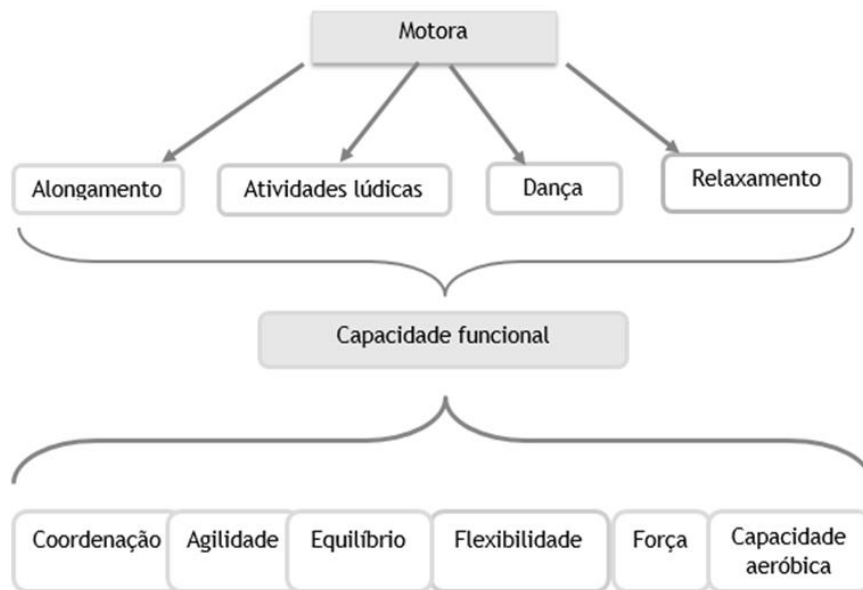 Motora
Alongamento
Atividades lúdicas
Dança
Relaxamento
Capacidade funcional
Coordenação
Agilidade
Equilíbrio
Flexibilidade
Força
Capacidade
aeróbica